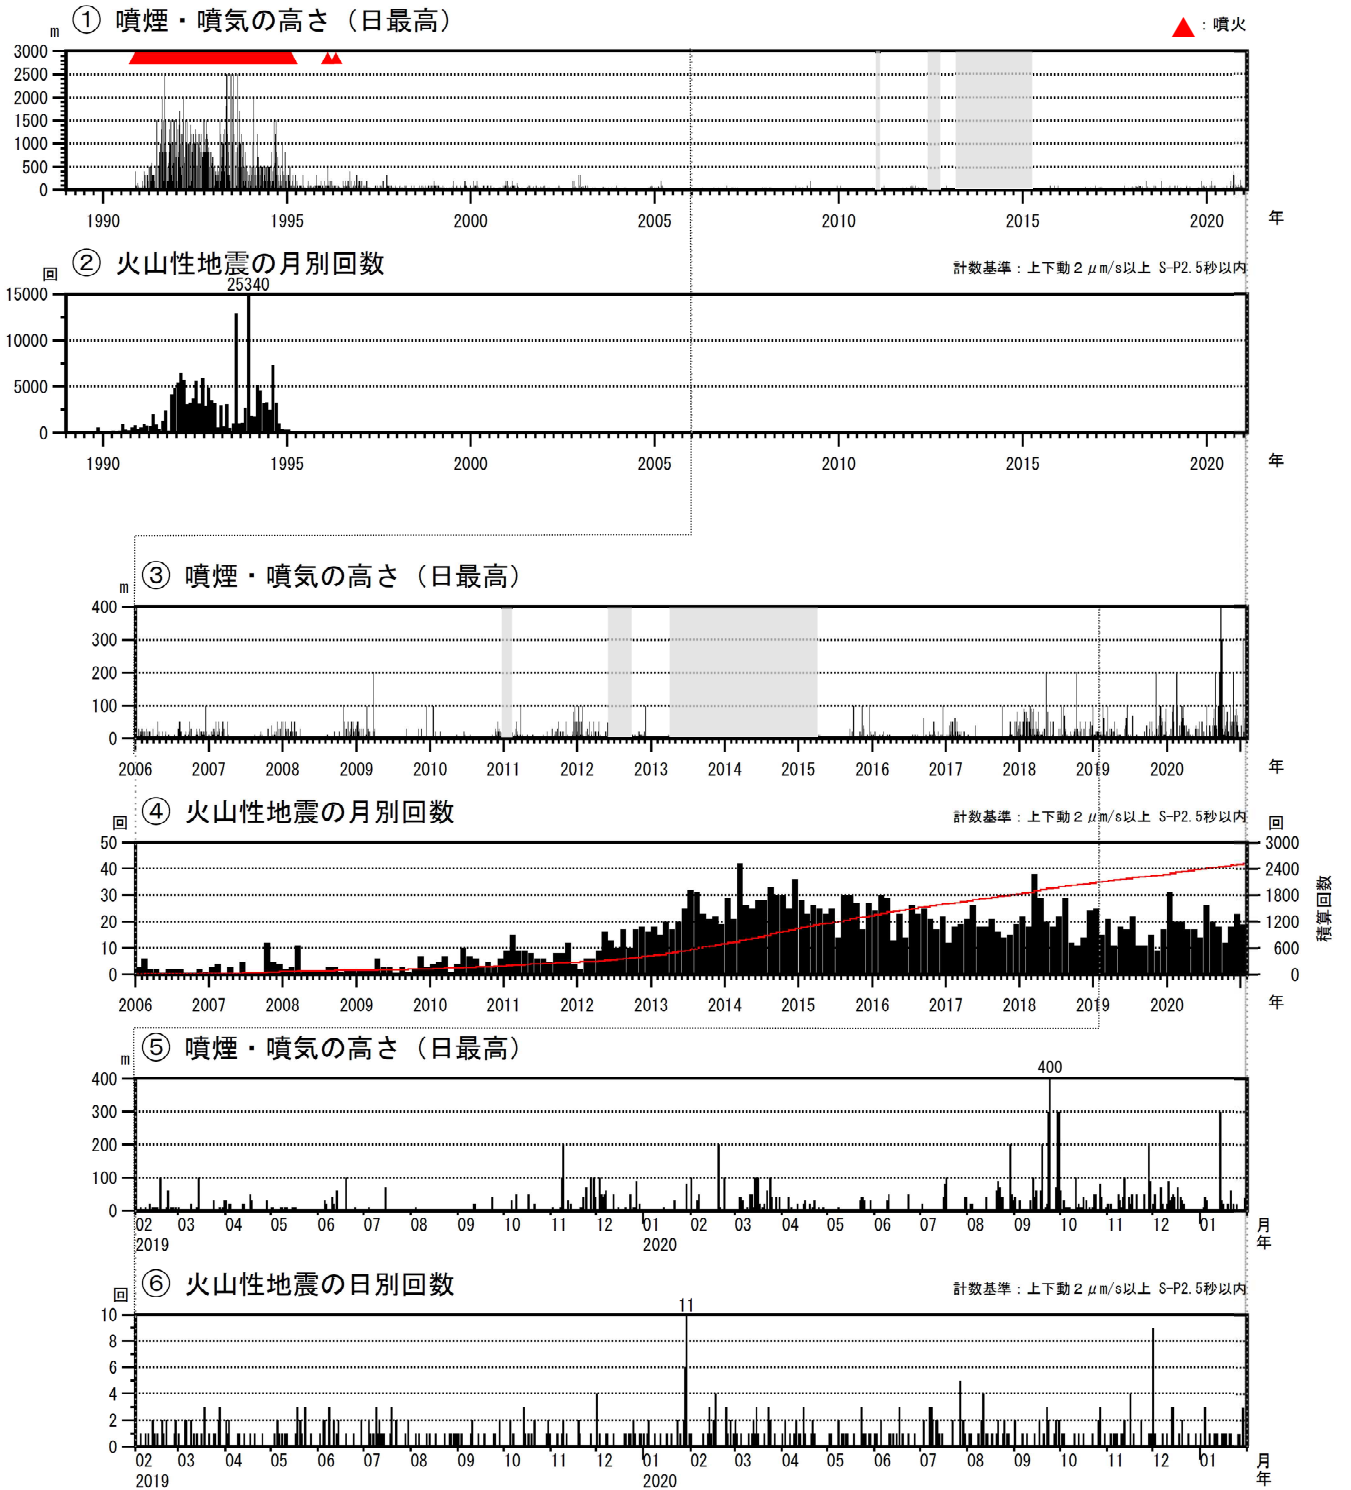 ① 噴煙・噴気の高さ（日最高）
▲：噴火
m
3000
2500
2000
1500
1000
500
0
1990 1995 2000 2005 2010 2015 2020 年
② 火山性地震の月別回数
計数基準：上下動２μm/s以上 S-P2.5秒以内
回
25340
15000
10000
5000
0
1990 1995 2000 2005 2010 2015 2020 年
③ 噴煙・噴気の高さ（日最高）
m
400
300
200
100
0
2006 2007 2008 2009 2010 2011 2012 2013 2014 2015 2016 2017 2018 2019 2020 年
④ 火山性地震の月別回数
計数基準：上下動２μm/s以上 S-P2.5秒以内
回 回
50 3000
40 2400
30 1800
20 1200
10 600
0 0
積算回数
2006 2007 2008 2009 2010 2011 2012 2013 2014 2015 2016 2017 2018 2019 2020 年
⑤ 噴煙・噴気の高さ（日最高）
m
400
400
300
200
100
0
02 03 04 05 06 07 08 09 10 11 12 01 02 03 04 05 06 07 08 09 10 11 12 01 月
2019 2020 年
⑥ 火山性地震の日別回数
計数基準：上下動２μm/s以上 S-P2.5秒以内
回
11
10
8
6
4
2
0
02 03 04 05 06 07 08 09 10 11 12 01 02 03 04 05 06 07 08 09 10 11 12 01 月
2019 2020 年